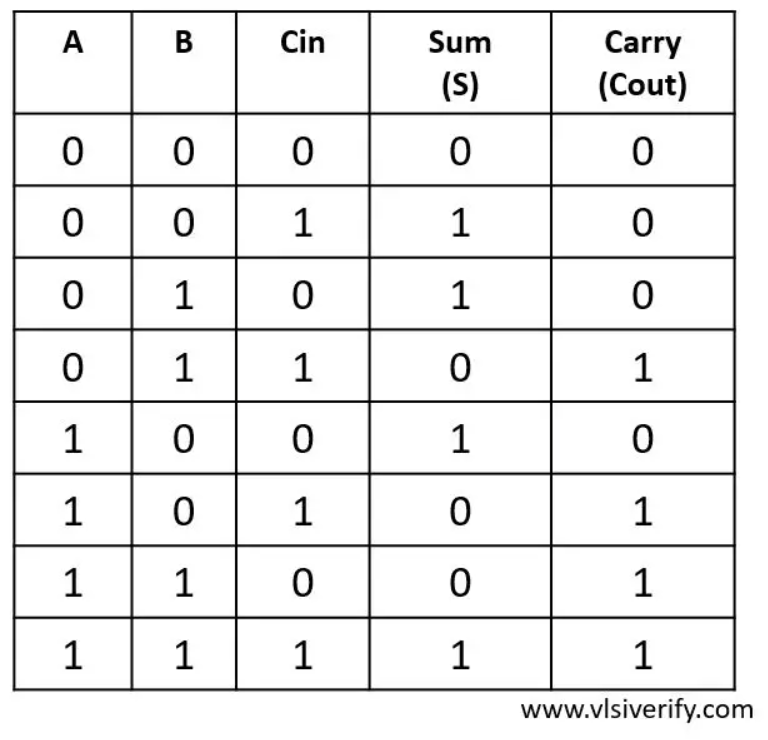 A B Cin Sum Carry
(S) (Cout)
0 0 0 0 0
0 0 1 1 0
0 1 0 1 0
0 1 1 0 1
1 0 0 1 0
1 0 1 0 1
1 1 0 0 1
1 1 1 1 1
www.vlsiverify.com